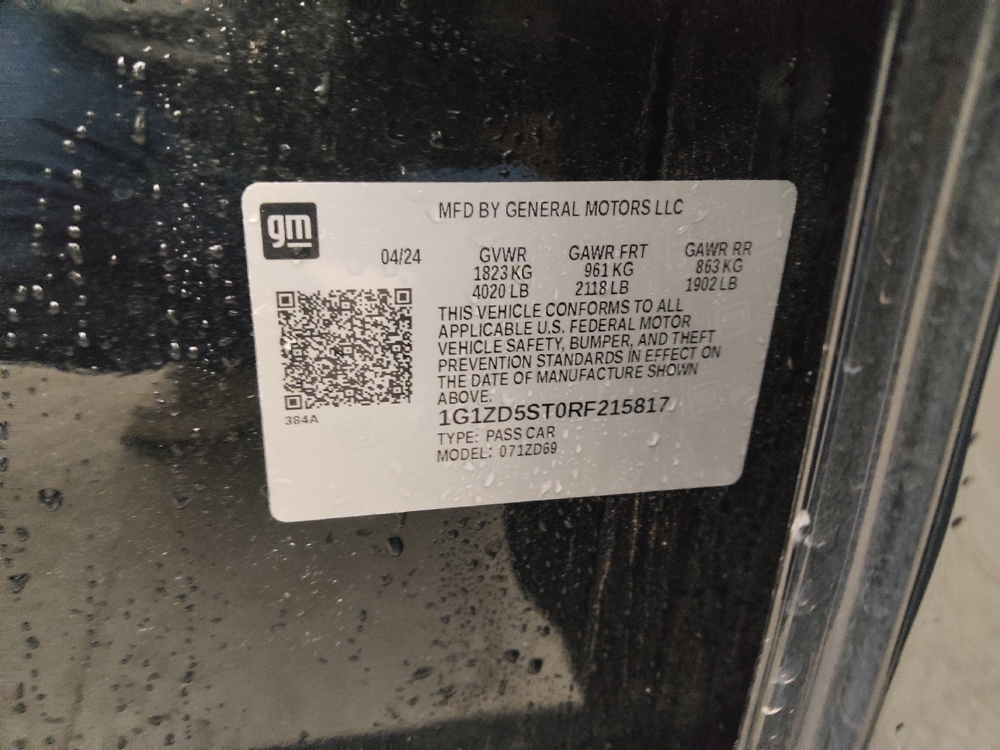 gm
MFD BY GENERAL MOTORS LLC
04/24 GVWR GAWR FRT GAWR RR
1823 KG 961 KG 863 KG
4020 LB 2118 LB 1902 LB
THIS VEHICLE CONFORMS TO ALL
APPLICABLE U.S. FEDERAL MOTOR
VEHICLE SAFETY, BUMPER, AND THEFT
PREVENTION STANDARDS IN EFFECT ON
THE DATE OF MANUFACTURE SHOWN
ABOVE.
384A
1G1ZD5ST0RF215817
TYPE: PASS CAR
MODEL: 071ZD69